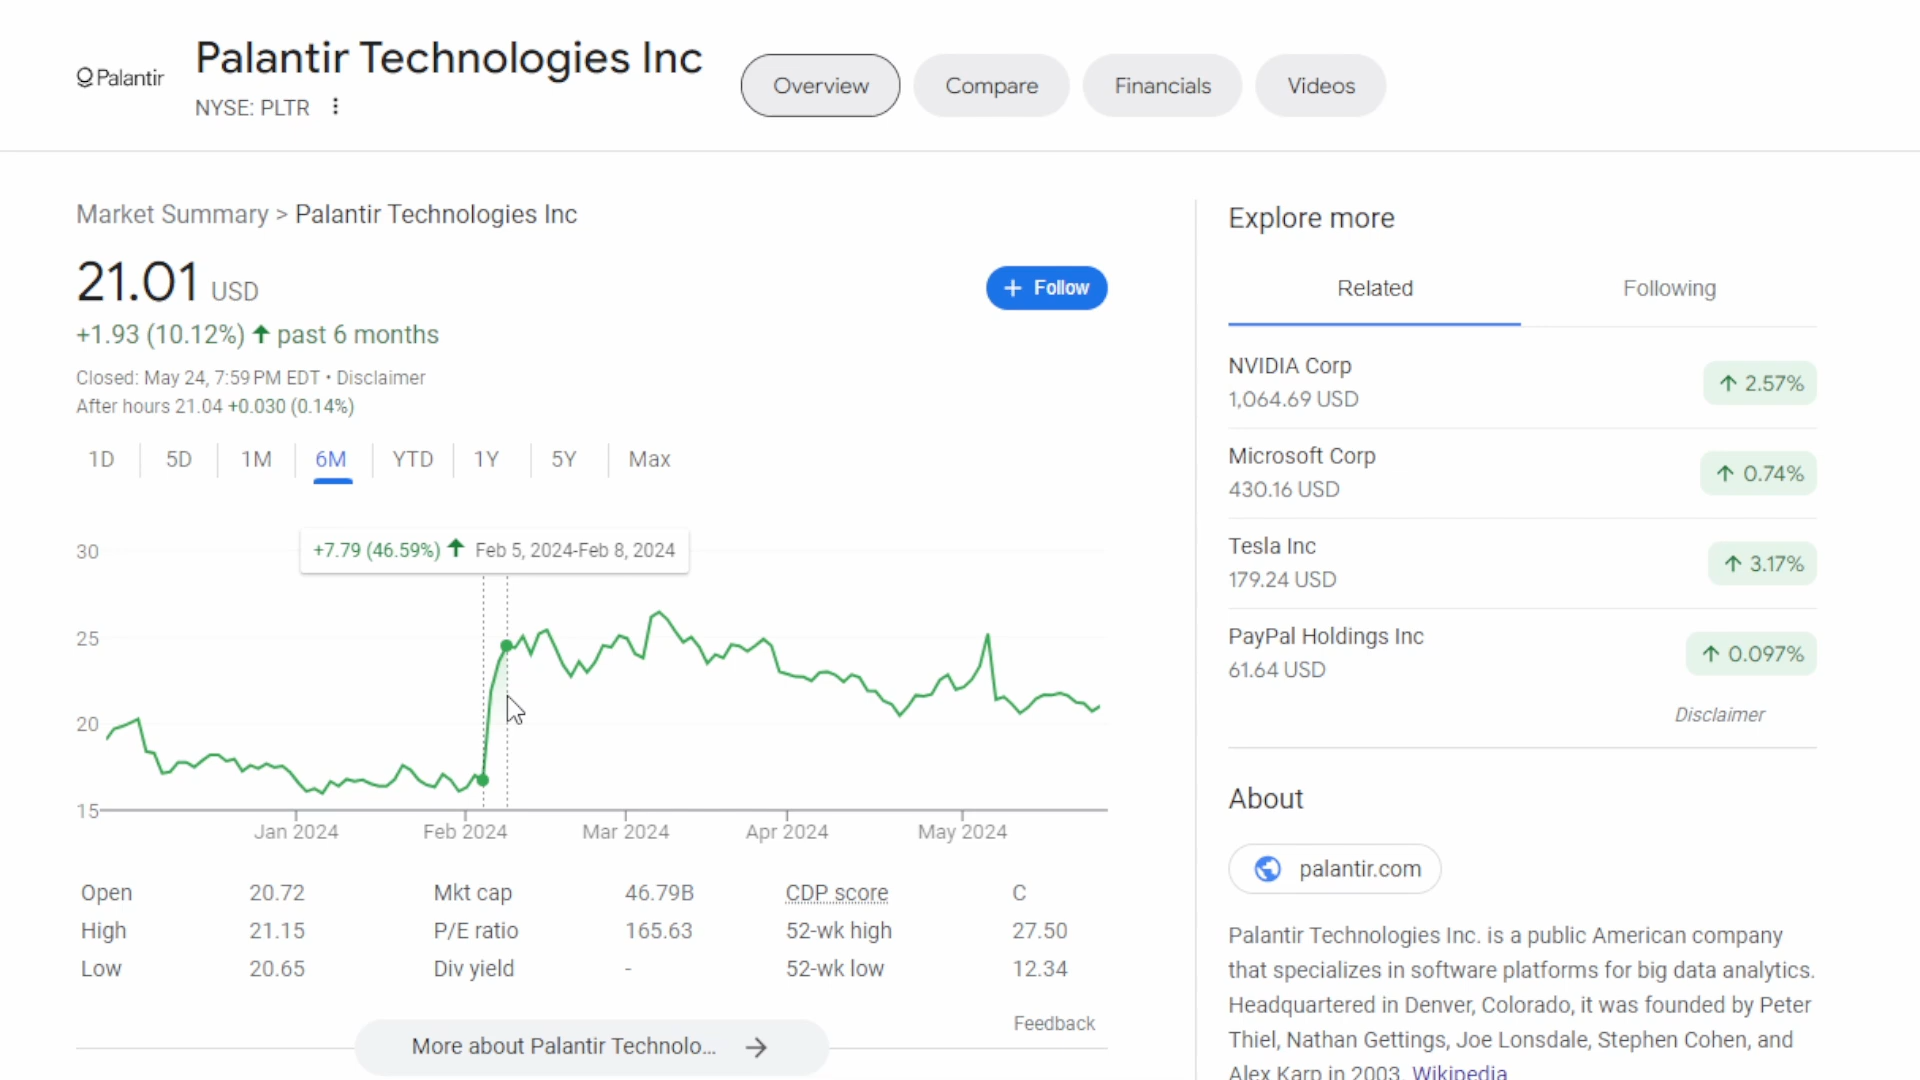 Palantir
Palantir Technologies Inc
NYSE: PLTR
Overview
Compare
Financials
Videos
Market Summary > Palantir Technologies Inc
21.01 USD
+ Follow
+1.93 (10.12%) ↑ past 6 months
Closed: May 24, 7:59 PM EDT • Disclaimer
After hours 21.04 +0.030 (0.14%)
1D
5D
1M
6M
YTD
1Y
5Y
Max
+7.79 (46.59%) ↑ Feb 5, 2024-Feb 8, 2024
30
25
20
15
Jan 2024
Feb 2024
Mar 2024
Apr 2024
May 2024
Open 20.72 Mkt cap 46.79B CDP score C
High 21.15 P/E ratio 165.63 52-wk high 27.50
Low 20.65 Div yield - 52-wk low 12.34
Feedback
More about Palantir Technolo... →
Explore more
Related
Following
NVIDIA Corp
1,064.69 USD
↑ 2.57%
Microsoft Corp
430.16 USD
↑ 0.74%
Tesla Inc
179.24 USD
↑ 3.17%
PayPal Holdings Inc
61.64 USD
↑ 0.097%
Disclaimer
About
palantir.com
Palantir Technologies Inc. is a public American company
that specializes in software platforms for big data analytics.
Headquartered in Denver, Colorado, it was founded by Peter
Thiel, Nathan Gettings, Joe Lonsdale, Stephen Cohen, and
Alex Karp in 2003. Wikipedia